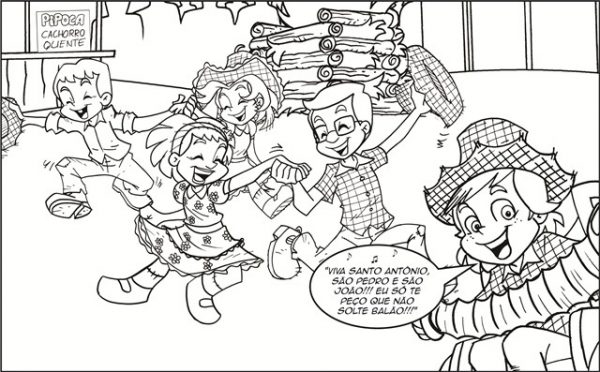 PIPOCA
CACHORRO
QUENTE
"VIVA SANTO ANTÔNIO,
SÃO PEDRO E SÃO
JOÃO!!! EU SÓ TE
PEÇO QUE NÃO
SOLTE BALÃO!!!"